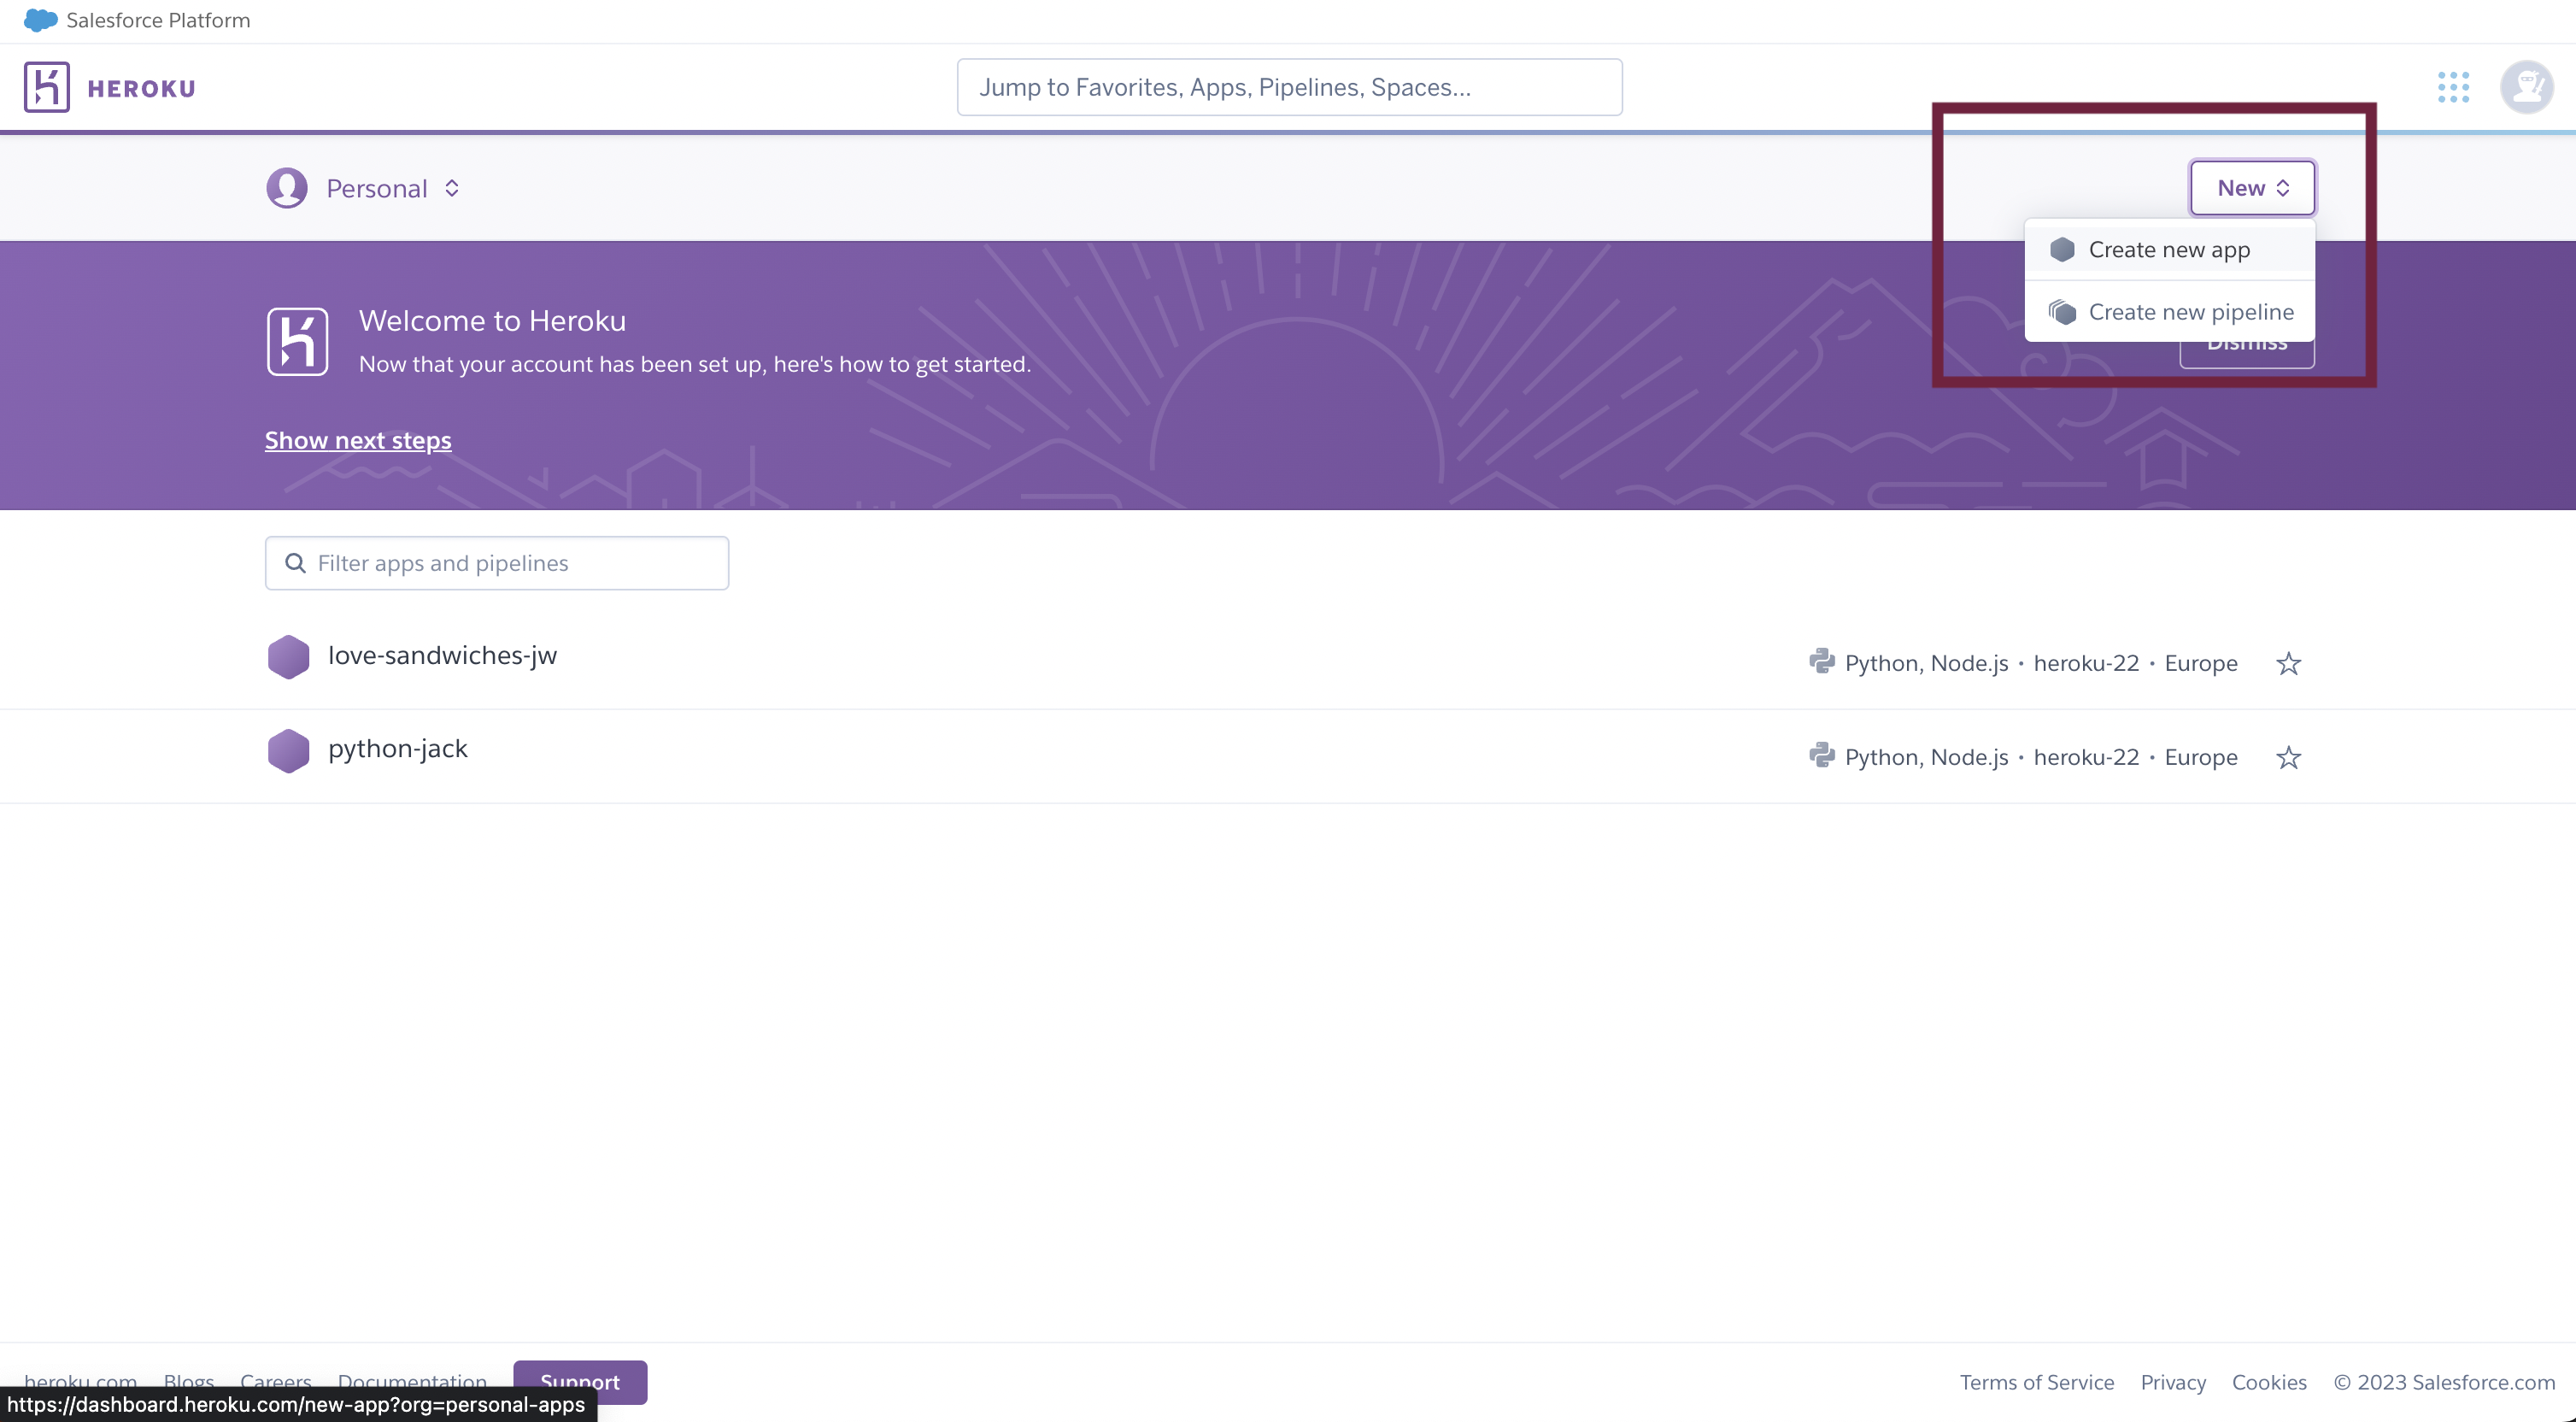 Salesforce Platform
HEROKU
Jump to Favorites, Apps, Pipelines, Spaces...
Personal
New
Create new app
Create new pipeline
Dismiss
Welcome to Heroku
Now that your account has been set up, here's how to get started.
Show next steps
Filter apps and pipelines
love-sandwiches-jw
Python, Node.js • heroku-22 • Europe
python-jack
Python, Node.js • heroku-22 • Europe
heroku.com Blogs Careers Documentation Support
Terms of Service Privacy Cookies © 2023 Salesforce.com
https://dashboard.heroku.com/new-app?org=personal-apps